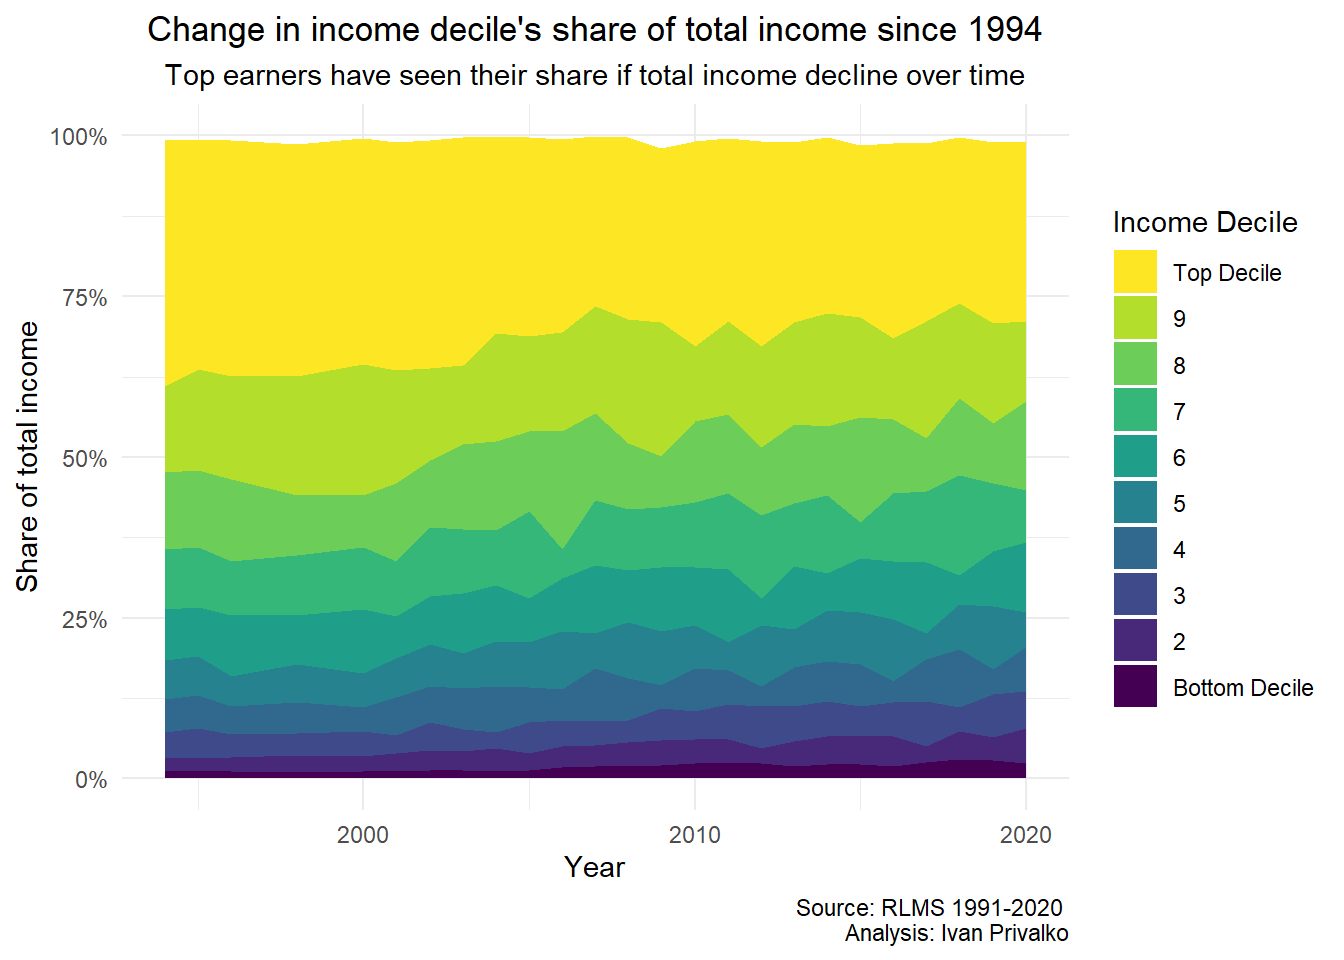 Change in income decile's share of total income since 1994
Top earners have seen their share if total income decline over time
100%
75%
50%
25%
0%
Share of total income
2000
2010
2020
Year
Income Decile
Top Decile
9
8
7
6
5
4
3
2
Bottom Decile
Source: RLMS 1991-2020
Analysis: Ivan Privalko